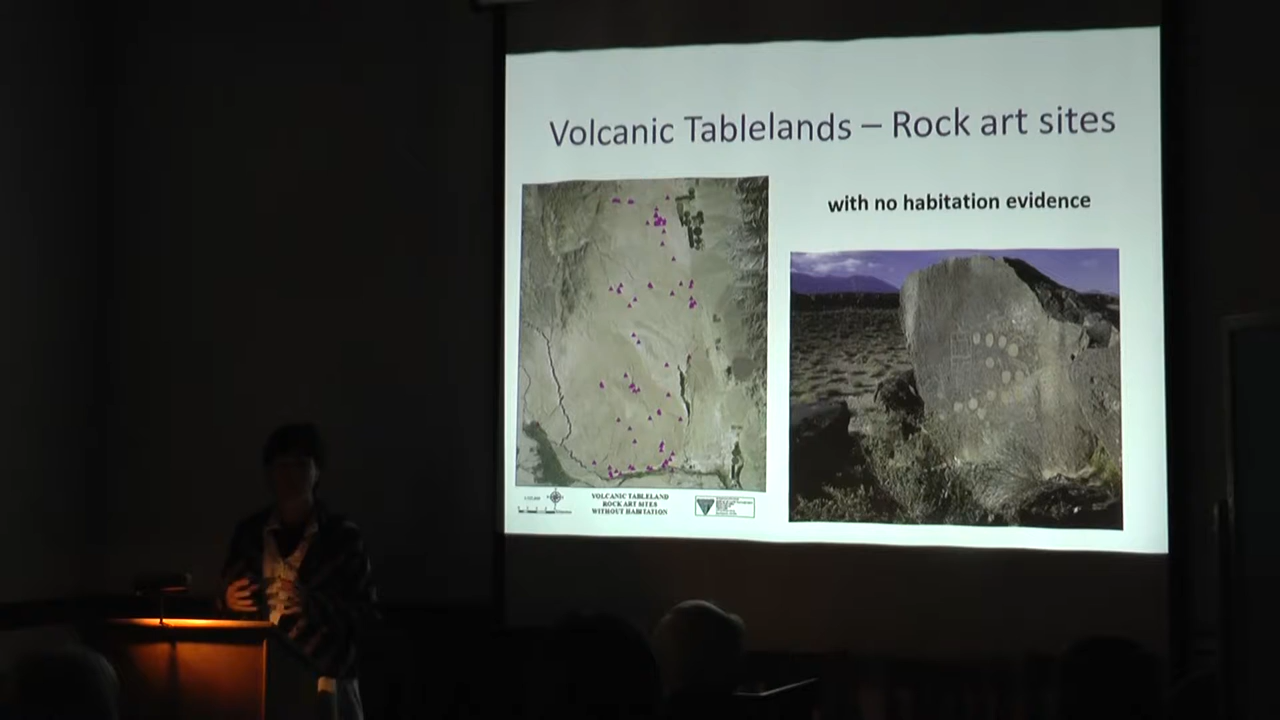 Volcanic Tablelands – Rock art sites
with no habitation evidence
VOLCANIC TABLELAND
ROCK ART SITES
WITHOUT HABITATION